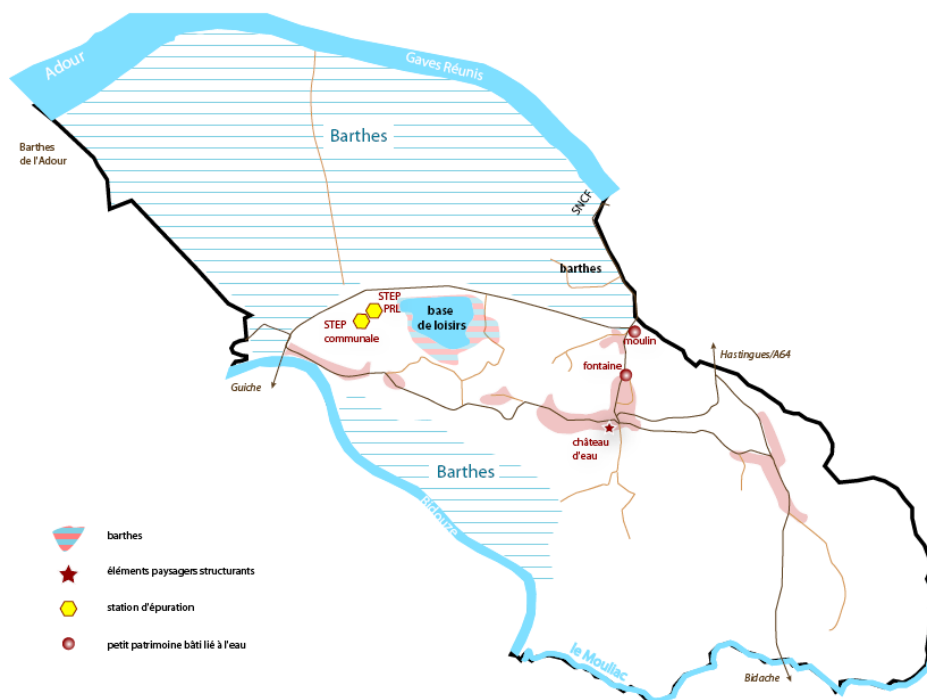 Adour
Gaves Réunis
Barthes
Barthes
de l'Adour
SNCF
barthes
STEP
PRL
base
de loisirs
STEP
communale
moulin
Hastingues/A64
fontaine
Guiche
château
d'eau
Barthes
Bidouze
barthes
éléments paysagers structurants
station d'épuration
petit patrimoine bâti lié à l'eau
le Mouliac
Bidache